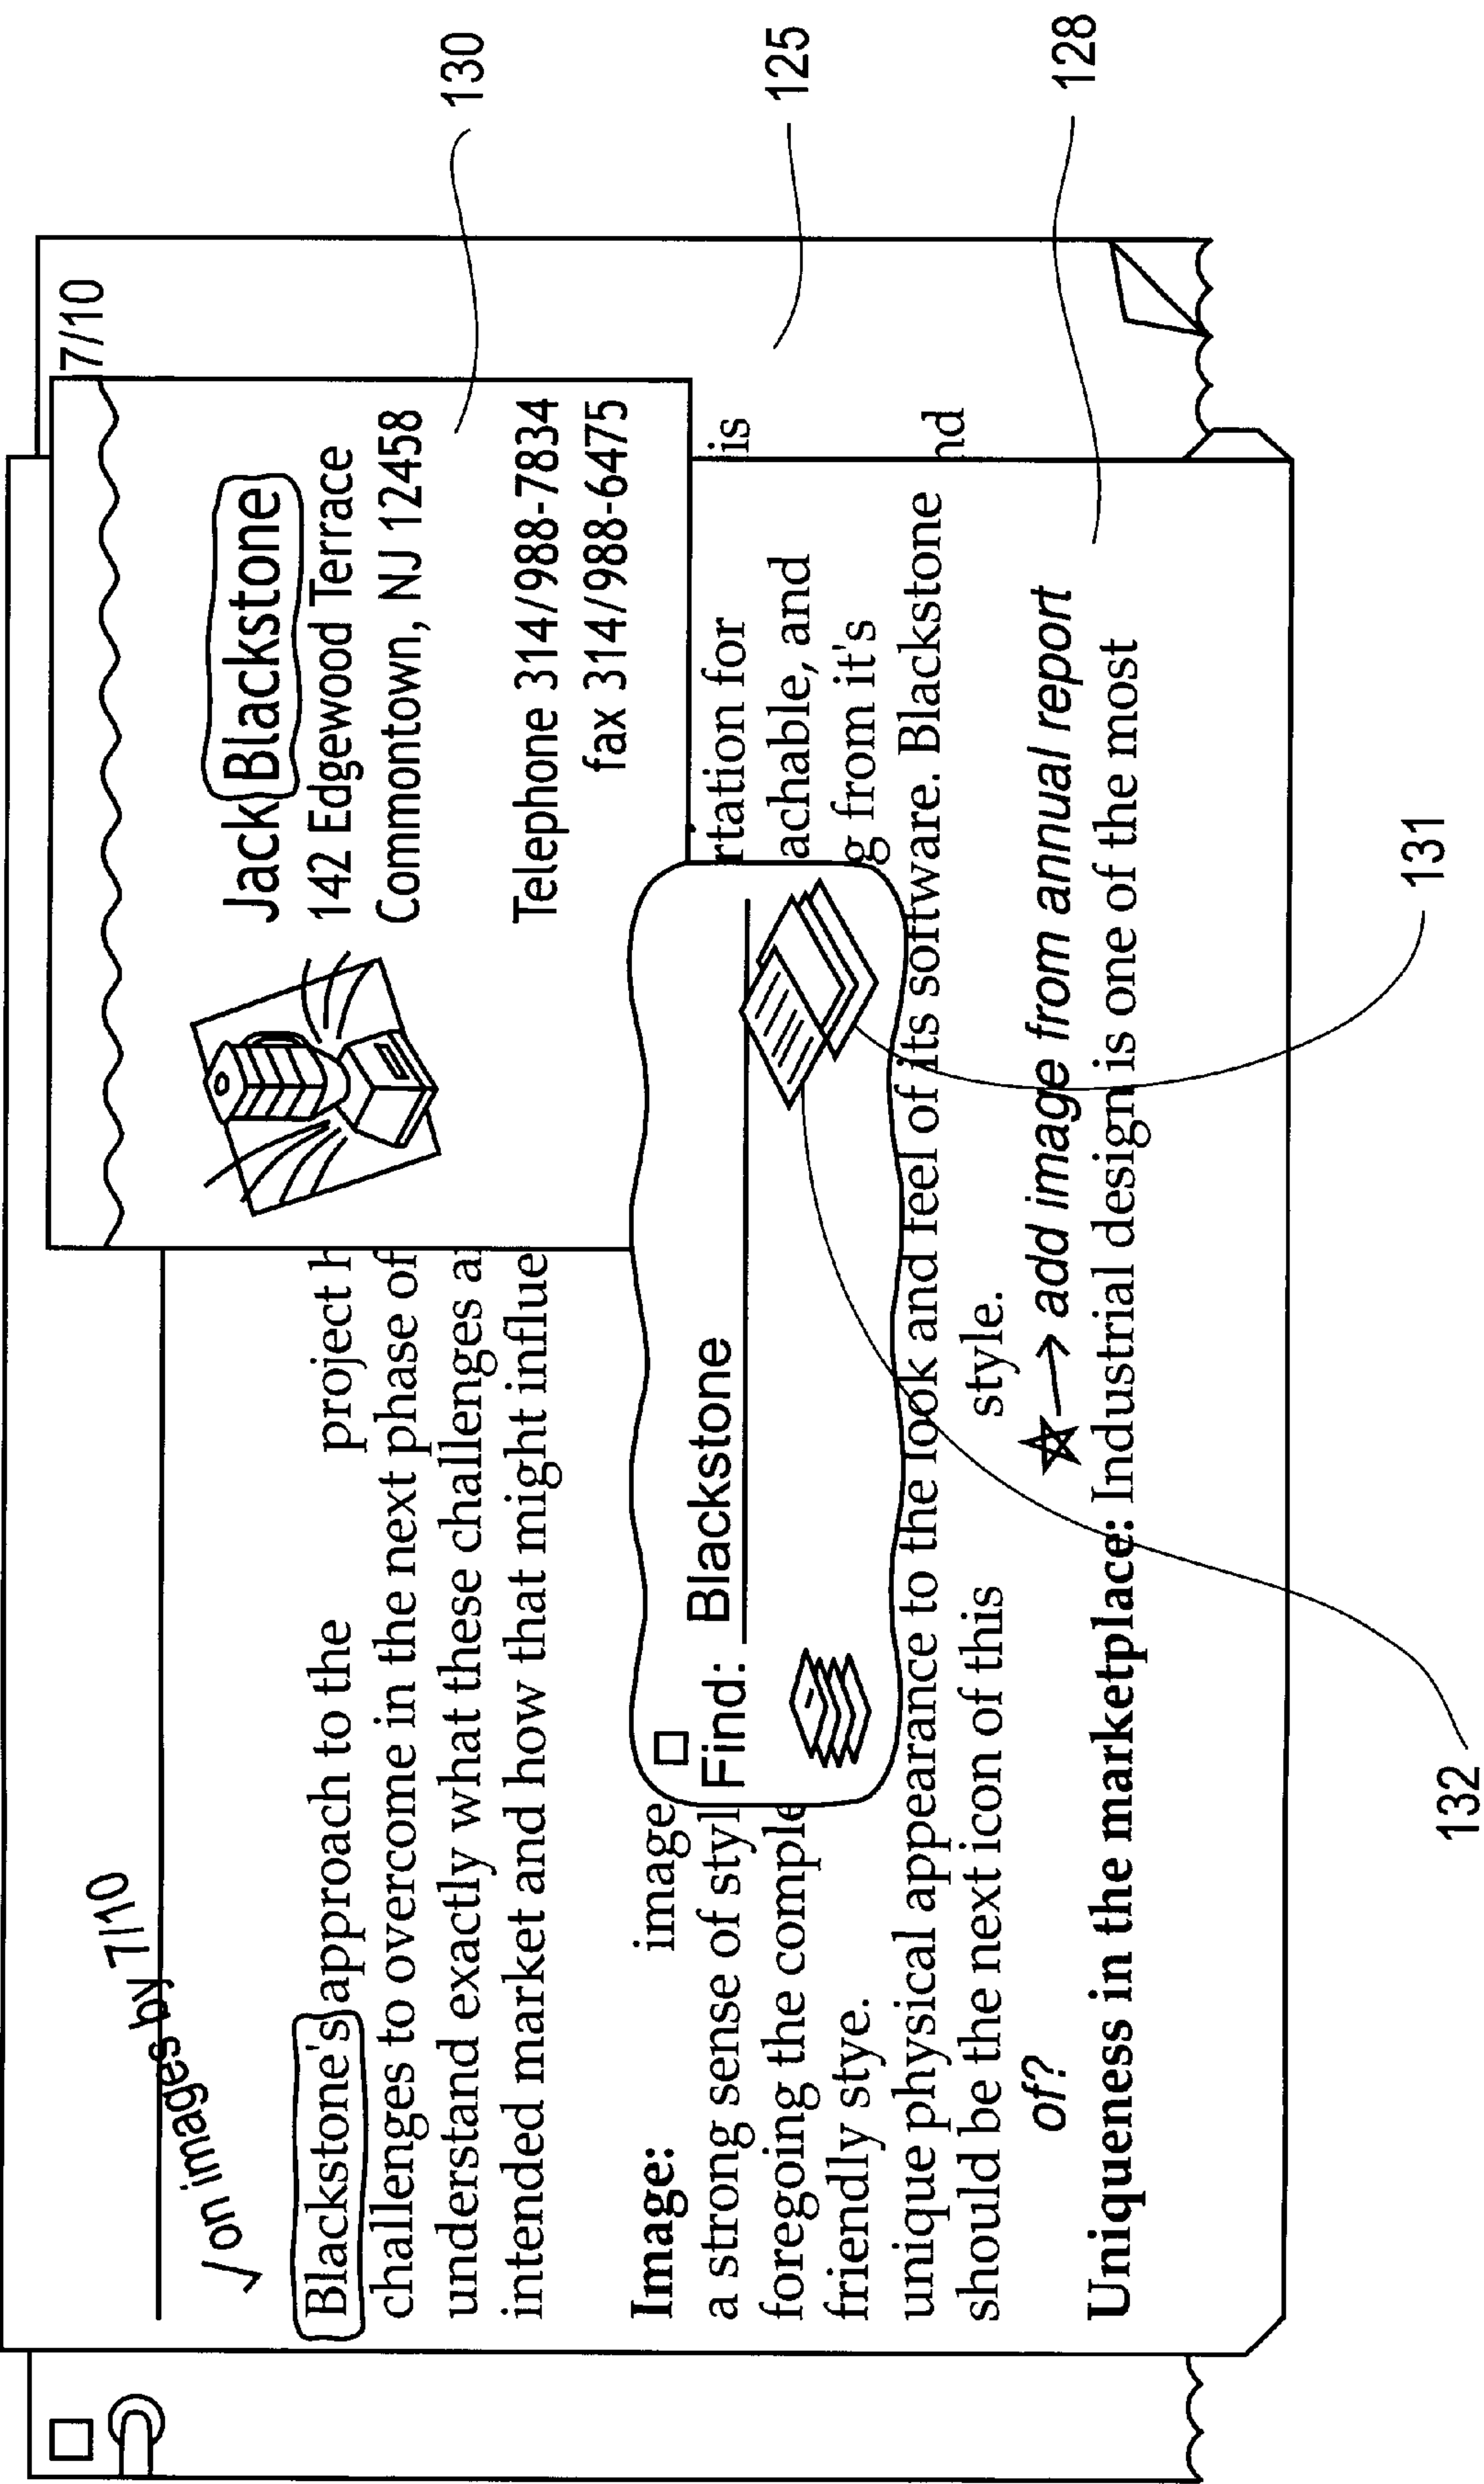 7/10
√ on images by 7/10
Jack Blackstone
142 Edgewood Terrace
Commontown, NJ 12458
Telephone 314/988-7834
fax 314/988-6475
130
Blackstone's approach to the project
challenges to overcome in the next phase of
understand exactly what these challenges
intended market and how that might influe
Find: Blackstone
125
Image: image rtation for is
a strong sense of styl achable, and
foregoing the comple g from it's
friendly stye.
unique physical appearance to the look and feel of its software. Blackstone nd
should be the next icon of this style.
of? ☆→ add image from annual report
128
Uniqueness in the marketplace: Industrial design is one of the most
131
132